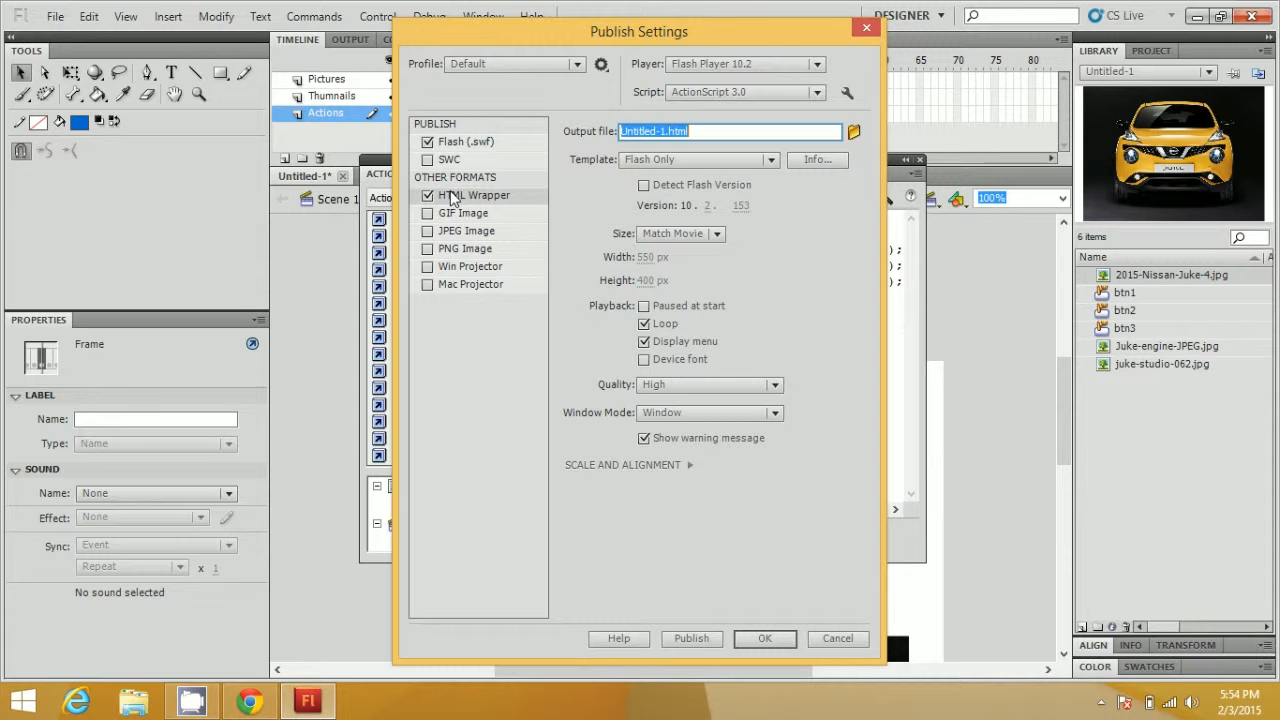 Fl File Edit View Insert Modify Text Commands Control Debug Window Help DESIGNER CS Live
Publish Settings
TOOLS
TIMELINE OUTPUT
Pictures
Thumnails
Actions
65 70 75 80
LIBRARY PROJECT
Untitled-1
Untitled-1*
Scene 1
100%
Profile: Default
Player: Flash Player 10.2
Script: ActionScript 3.0
PUBLISH
Flash (.swf)
SWC
OTHER FORMATS
HTML Wrapper
GIF Image
JPEG Image
PNG Image
Win Projector
Mac Projector
Output file: Untitled-1.html
Template: Flash Only Info...
Detect Flash Version
Version: 10 . 2 . 153
Size: Match Movie
Width: 550 px
Height: 400 px
Playback: Paused at start
Loop
Display menu
Device font
Quality: High
Window Mode: Window
Show warning message
SCALE AND ALIGNMENT
Help Publish OK Cancel
);
);
);
JUKE
6 items
Name
2015-Nissan-Juke-4.jpg
btn1
btn2
btn3
Juke-engine-JPEG.jpg
juke-studio-062.jpg
PROPERTIES
Frame
LABEL
Name:
Type: Name
SOUND
Name: None
Effect: None
Sync: Event
Repeat x 1
No sound selected
ALIGN INFO TRANSFORM
COLOR SWATCHES
Fl
5:54 PM
2/3/2015